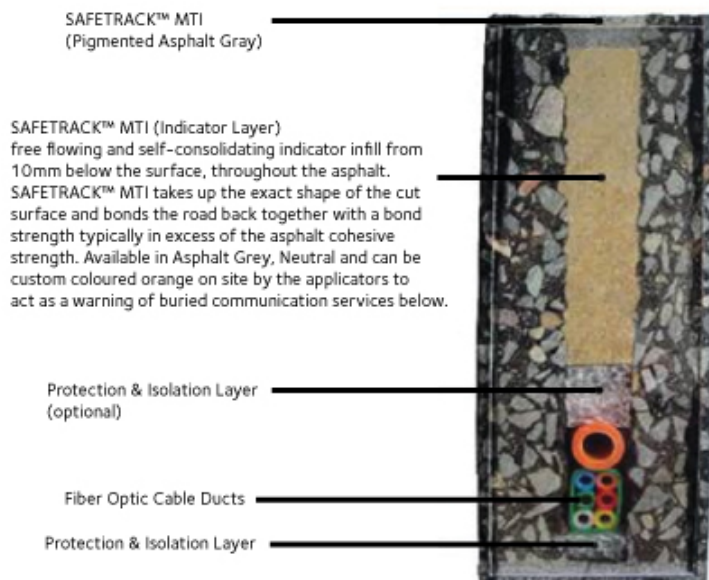 SAFETRACK™ MTI
(Pigmented Asphalt Gray)
SAFETRACK™ MTI (Indicator Layer)
free flowing and self-consolidating indicator infill from
10mm below the surface, throughout the asphalt.
SAFETRACK™ MTI takes up the exact shape of the cut
surface and bonds the road back together with a bond
strength typically in excess of the asphalt cohesive
strength. Available in Asphalt Grey, Neutral and can be
custom coloured orange on site by the applicators to
act as a warning of buried communication services below.
Protection & Isolation Layer
(optional)
Fiber Optic Cable Ducts
Protection & Isolation Layer